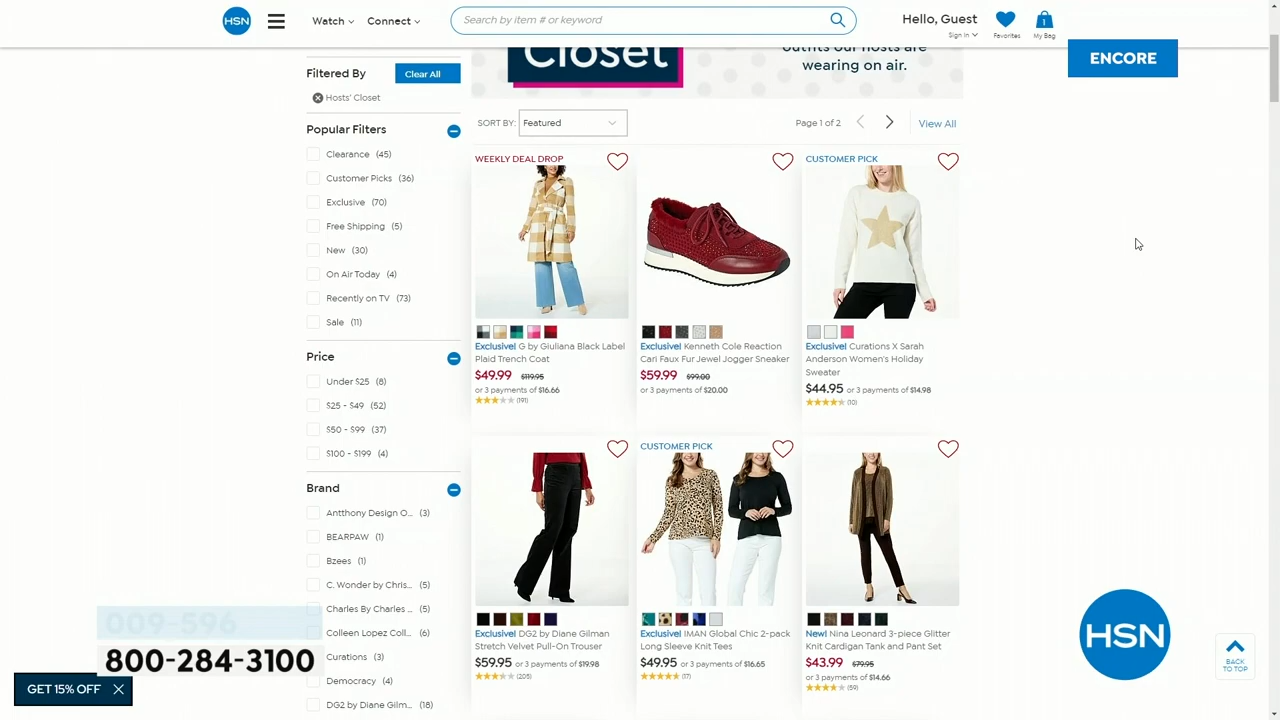 HSN
Watch
Connect
Search by item # or keyword
Hello, Guest
Sign In
Favorites
1
My Bag
ENCORE
Closet
outfits our hosts are
wearing on air.
Filtered By
Clear All
Hosts' Closet
Popular Filters
Clearance (45)
Customer Picks (36)
Exclusive (70)
Free Shipping (5)
New (30)
On Air Today (4)
Recently on TV (73)
Sale (11)
Price
Under $25 (8)
$25 - $49 (52)
$50 - $99 (37)
$100 - $199 (4)
Brand
Antthony Design O... (3)
BEARPAW (1)
Bzees (1)
C. Wonder by Chris... (5)
Charles By Charles ... (5)
Colleen Lopez Coll... (6)
Curations (3)
Democracy (4)
DG2 by Diane Gilm... (18)
SORT BY: Featured
Page 1 of 2
View All
WEEKLY DEAL DROP
Exclusive! G by Giuliana Black Label
Plaid Trench Coat
$49.99 $119.95
or 3 payments of $16.66
(191)
Exclusive! Kenneth Cole Reaction
Cari Faux Fur Jewel Jogger Sneaker
$59.99 $99.00
or 3 payments of $20.00
CUSTOMER PICK
Exclusive! Curations X Sarah
Anderson Women's Holiday
Sweater
$44.95 or 3 payments of $14.98
(10)
Exclusive! DG2 by Diane Gilman
Stretch Velvet Pull-On Trouser
$59.95 or 3 payments of $19.98
(205)
CUSTOMER PICK
Exclusive! IMAN Global Chic 2-pack
Long Sleeve Knit Tees
$49.95 or 3 payments of $16.65
(17)
New! Nina Leonard 3-piece Glitter
Knit Cardigan Tank and Pant Set
$43.99 $79.95
or 3 payments of $14.66
(59)
800-284-3100
GET 15% OFF
HSN
BACK
TO TOP